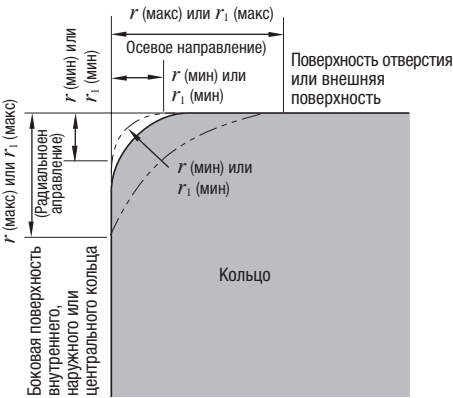 r (макс) или r₁ (макс)
Осевое направление)
r (мин) или
r₁ (мин)
Поверхность отверстия
или внешняя
поверхность
r (мин) или
r₁ (мин)
r (макс) или r₁ (макс)
(Радиальноен
аправление)
r (мин) или
r₁ (мин)
Кольцо
Боковая поверхность
внутреннего,
наружного или
центрального кольца